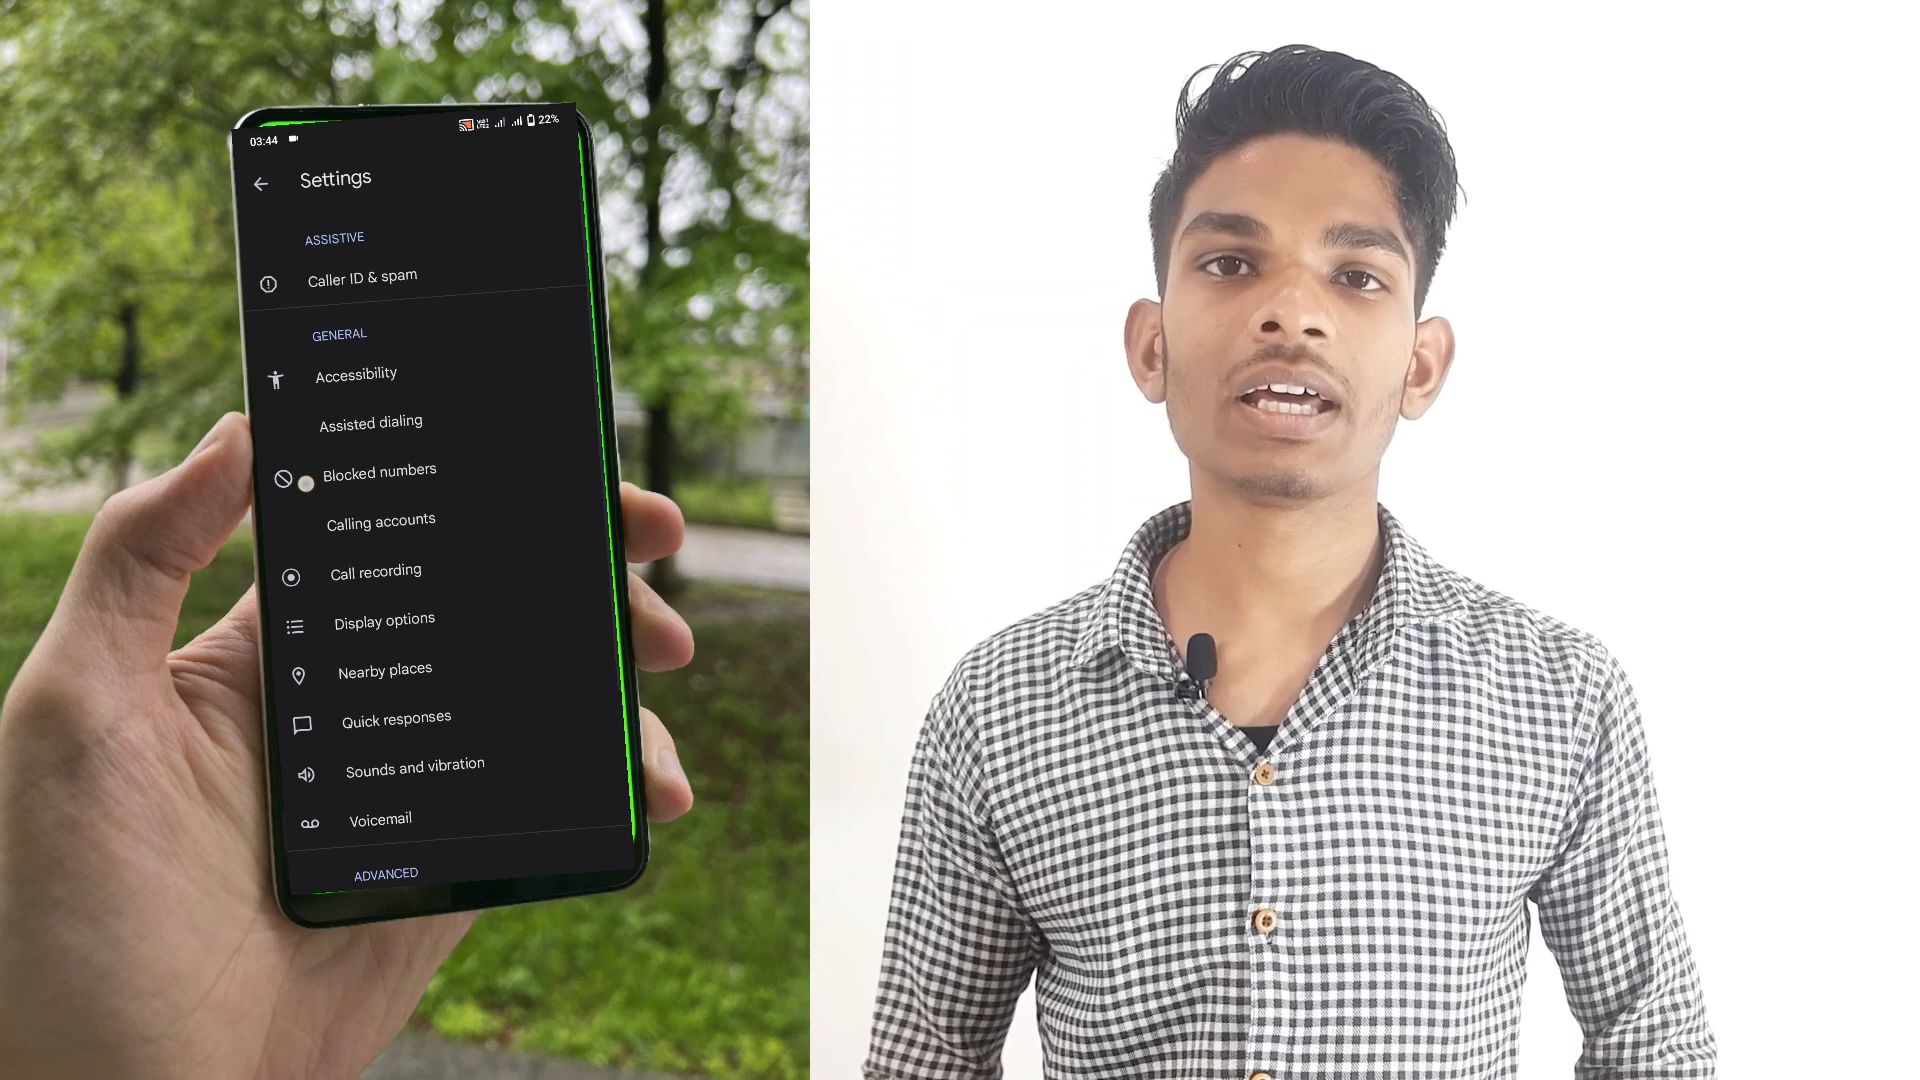 03:44
22%
Settings
ASSISTIVE
Caller ID & spam
GENERAL
Accessibility
Assisted dialing
Blocked numbers
Calling accounts
Call recording
Display options
Nearby places
Quick responses
Sounds and vibration
Voicemail
ADVANCED